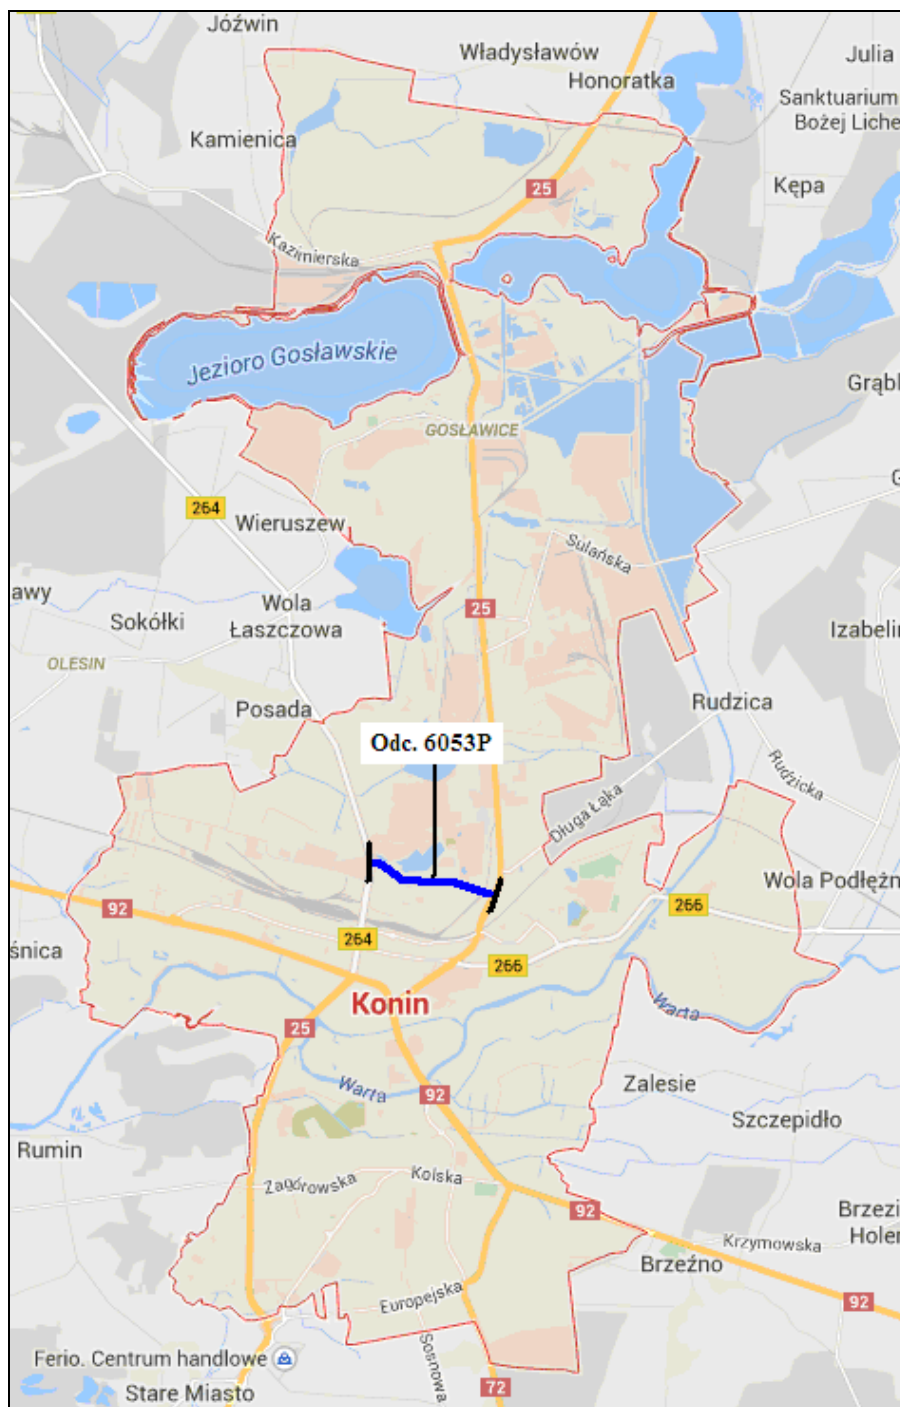 Jóźwin
Władysławów
Julia
Honoratka
Sanktuarium
Bożej Liche
Kamienica
Kępa
25
Kazimierska
Jezioro Gosławskie
Grąbl
GOSŁAWICE
G
264
Wieruszew
Sulańska
awy
Wola
Łaszczowa
25
Sokółki
Izabelin
OLESIN
Rudzica
Posada
Odc. 6053P
Rudzicka
Długa Łąka
Wola Podłężn
92
266
264
śnica
266
Konin
Warta
25
Warta
92
Zalesie
Szczepidło
Rumin
Zagórowska
Kolska
92
Brzezi
Holer
Krzymowska
Brzeźno
Europejska
92
Sosnowa
Ferio. Centrum handlowe
72
Stare Miasto